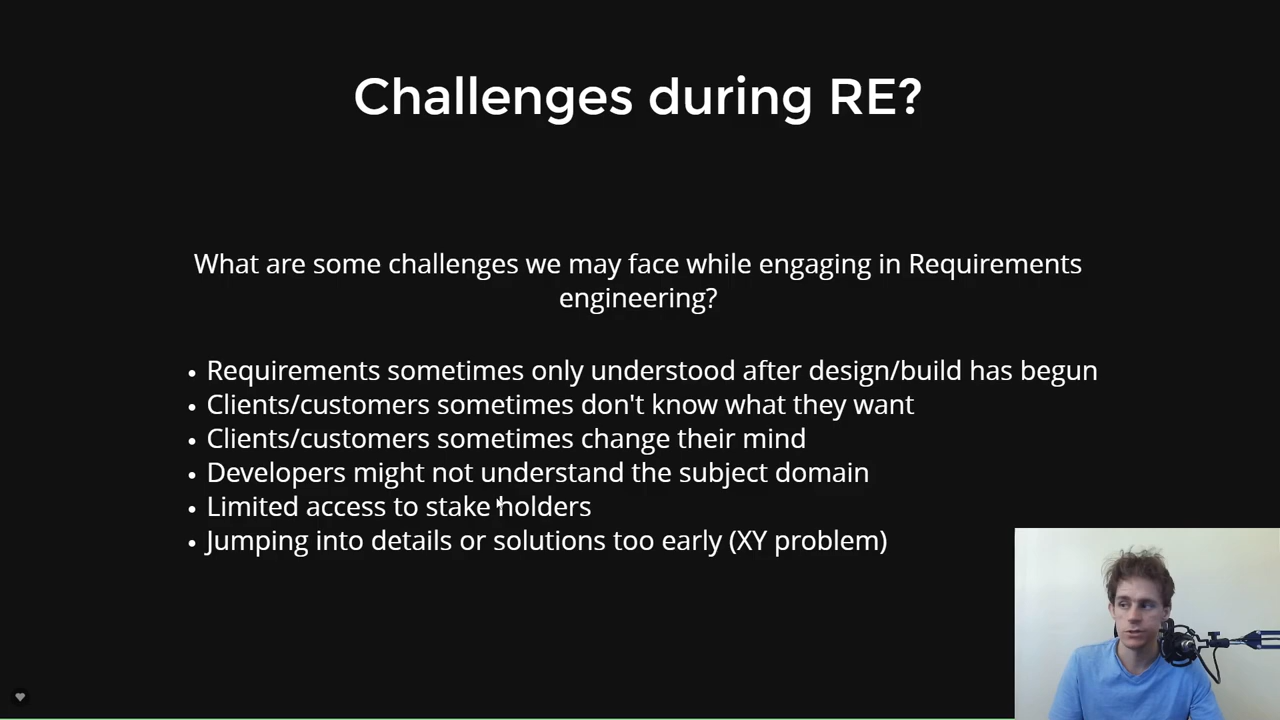 Challenges during RE?
What are some challenges we may face while engaging in Requirements
engineering?
• Requirements sometimes only understood after design/build has begun
• Clients/customers sometimes don't know what they want
• Clients/customers sometimes change their mind
• Developers might not understand the subject domain
• Limited access to stake holders
• Jumping into details or solutions too early (XY problem)